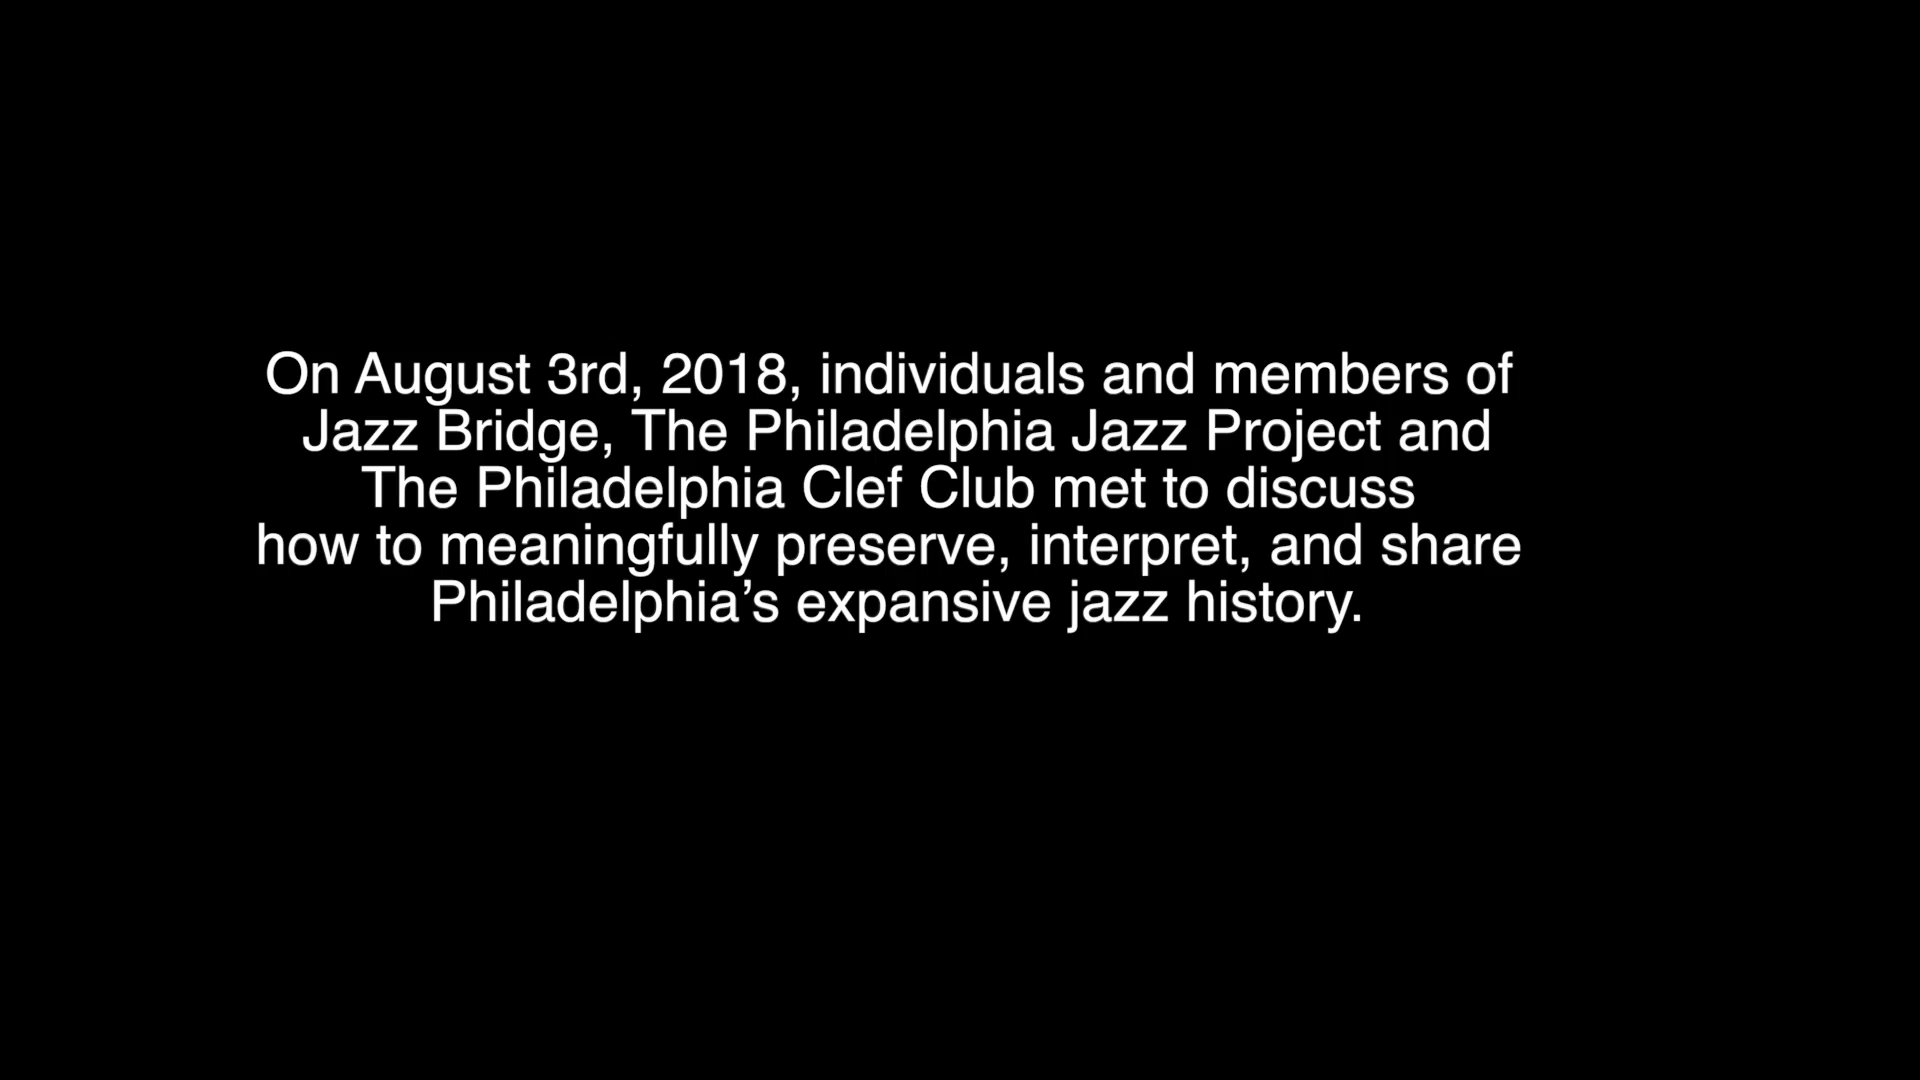 On August 3rd, 2018, individuals and members of
Jazz Bridge, The Philadelphia Jazz Project and
The Philadelphia Clef Club met to discuss
how to meaningfully preserve, interpret, and share
Philadelphia’s expansive jazz history.